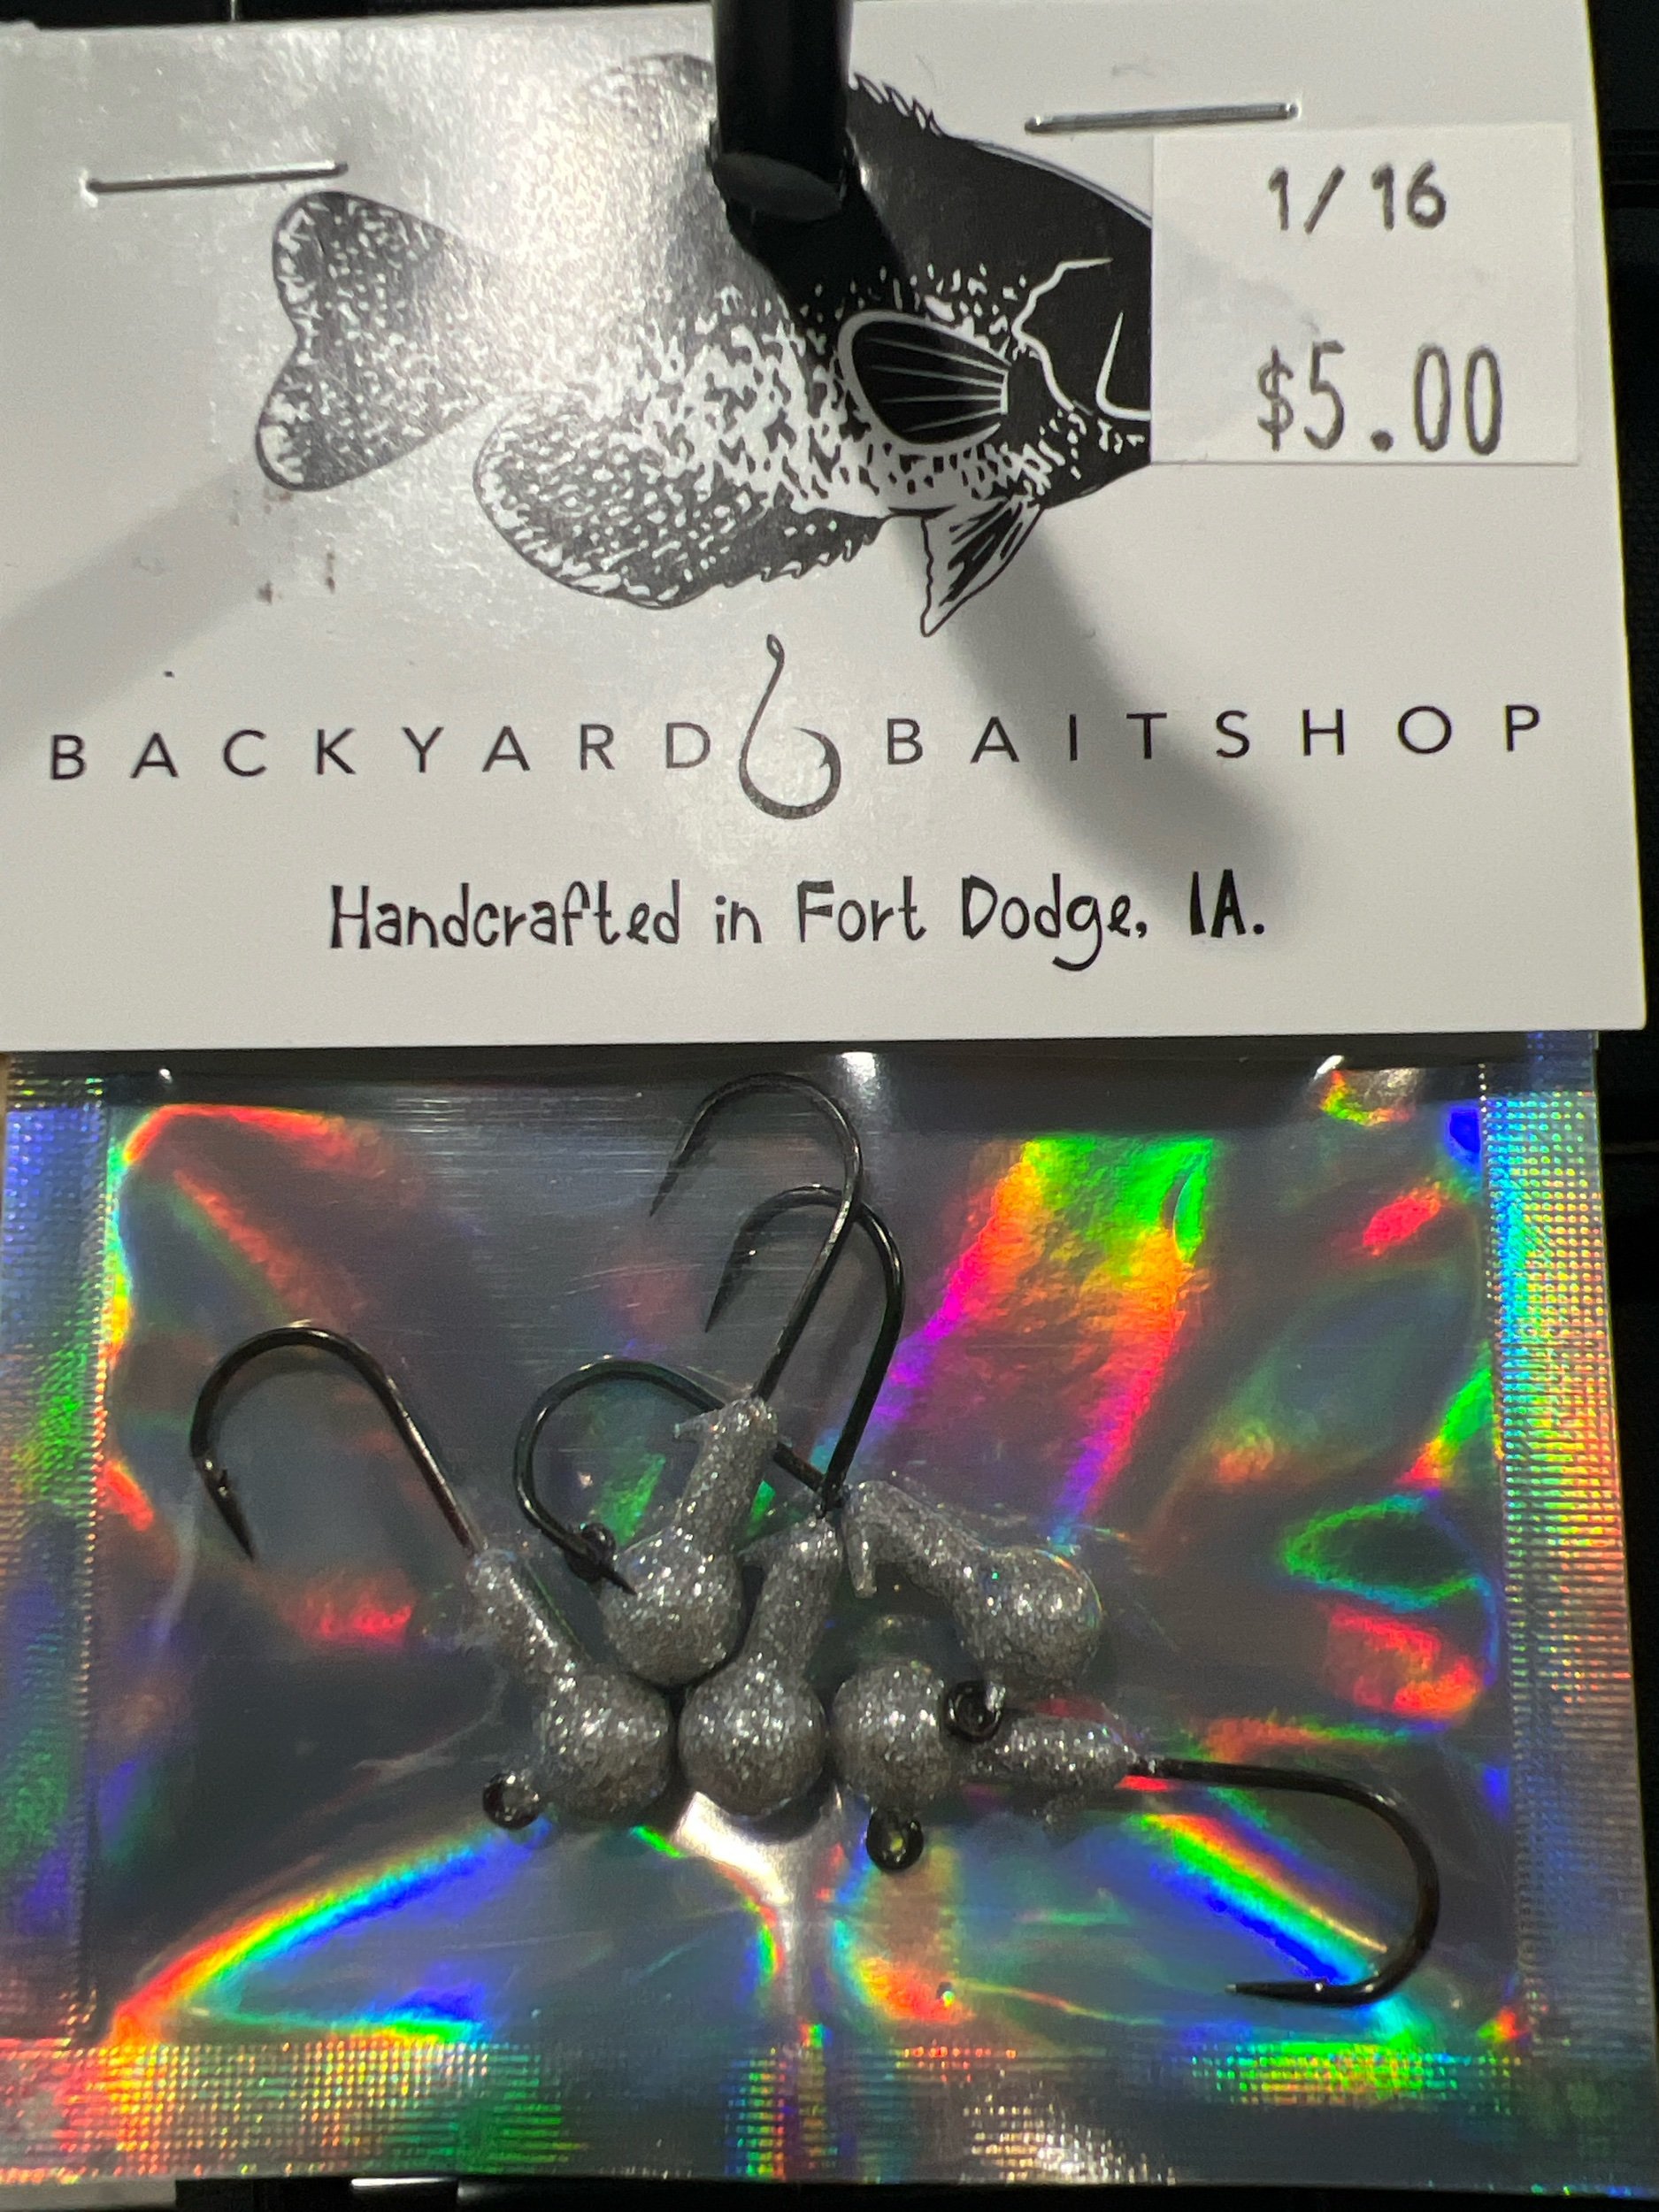 1/16
$5.00
BACKYARD BAITSHOP
Handcrafted in Fort Dodge, IA.